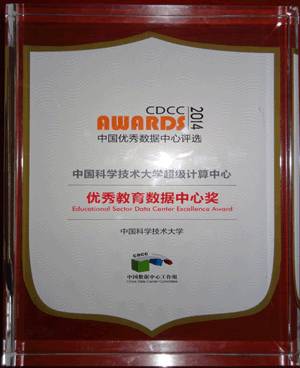 CDCC
AWARDS 2014
中国优秀数据中心评选
中国科学技术大学超级计算中心
优秀教育数据中心奖
Educational Sector Data Center Excellence Award
中国科学技术大学
CDCC
中国数据中心工作组
China Data Center Committee